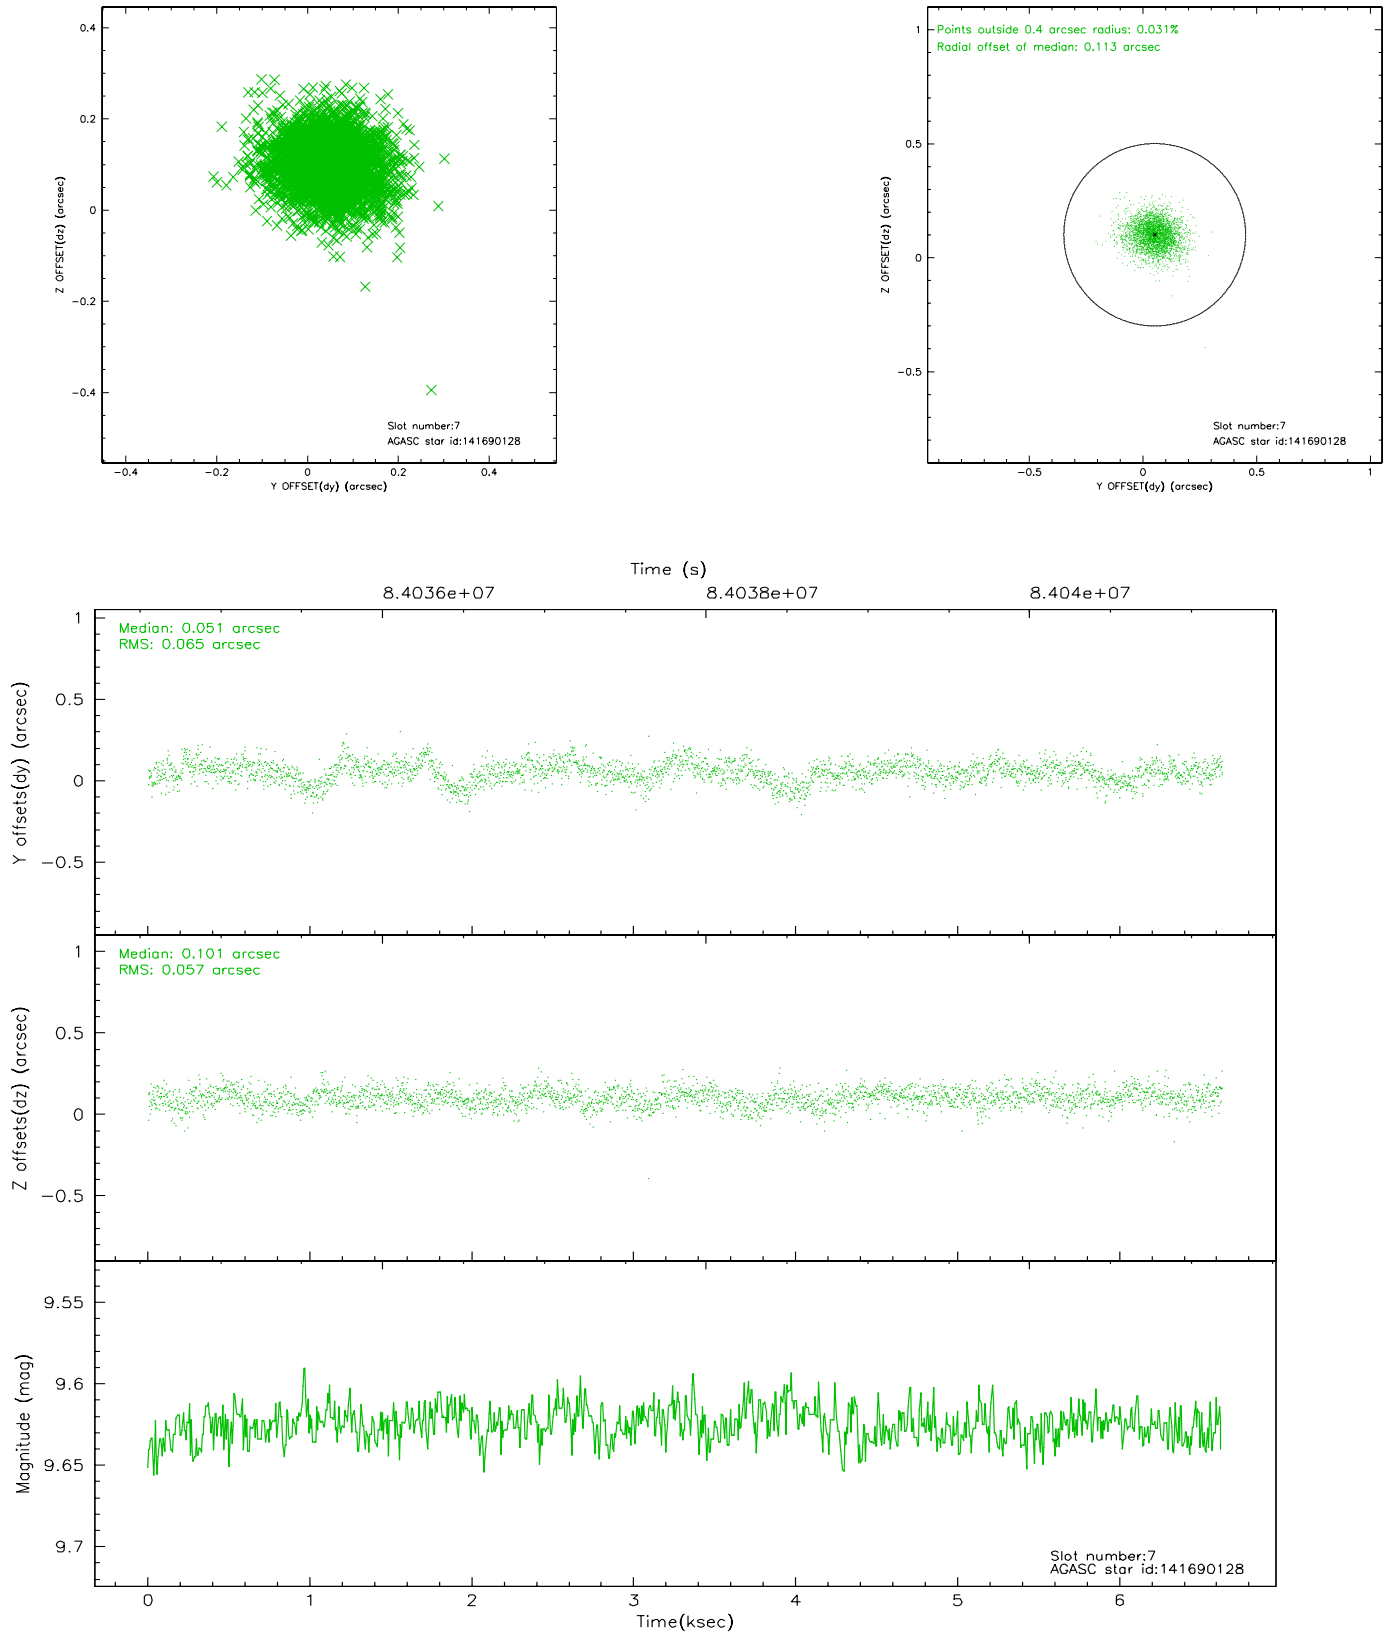 0.4
0.2
0
-0.2
-0.4
Z OFFSET(dz) (arcsec)
Slot number:7
AGASC star id:141690128
-0.4 -0.2 0 0.2 0.4
Y OFFSET(dy) (arcsec)
1
0.5
0
-0.5
Z OFFSET(dz) (arcsec)
Points outside 0.4 arcsec radius: 0.031%
Radial offset of median: 0.113 arcsec
Slot number:7
AGASC star id:141690128
-0.5 0 0.5 1
Y OFFSET(dy) (arcsec)
Time (s)
8.4036e+07 8.4038e+07 8.404e+07
1
0.5
0
-0.5
Y offsets(dy) (arcsec)
Median: 0.051 arcsec
RMS: 0.065 arcsec
1
0.5
0
-0.5
Z offsets(dz) (arcsec)
Median: 0.101 arcsec
RMS: 0.057 arcsec
9.55
9.6
9.65
9.7
Magnitude (mag)
Slot number:7
AGASC star id:141690128
0 1 2 3 4 5 6
Time(ksec)